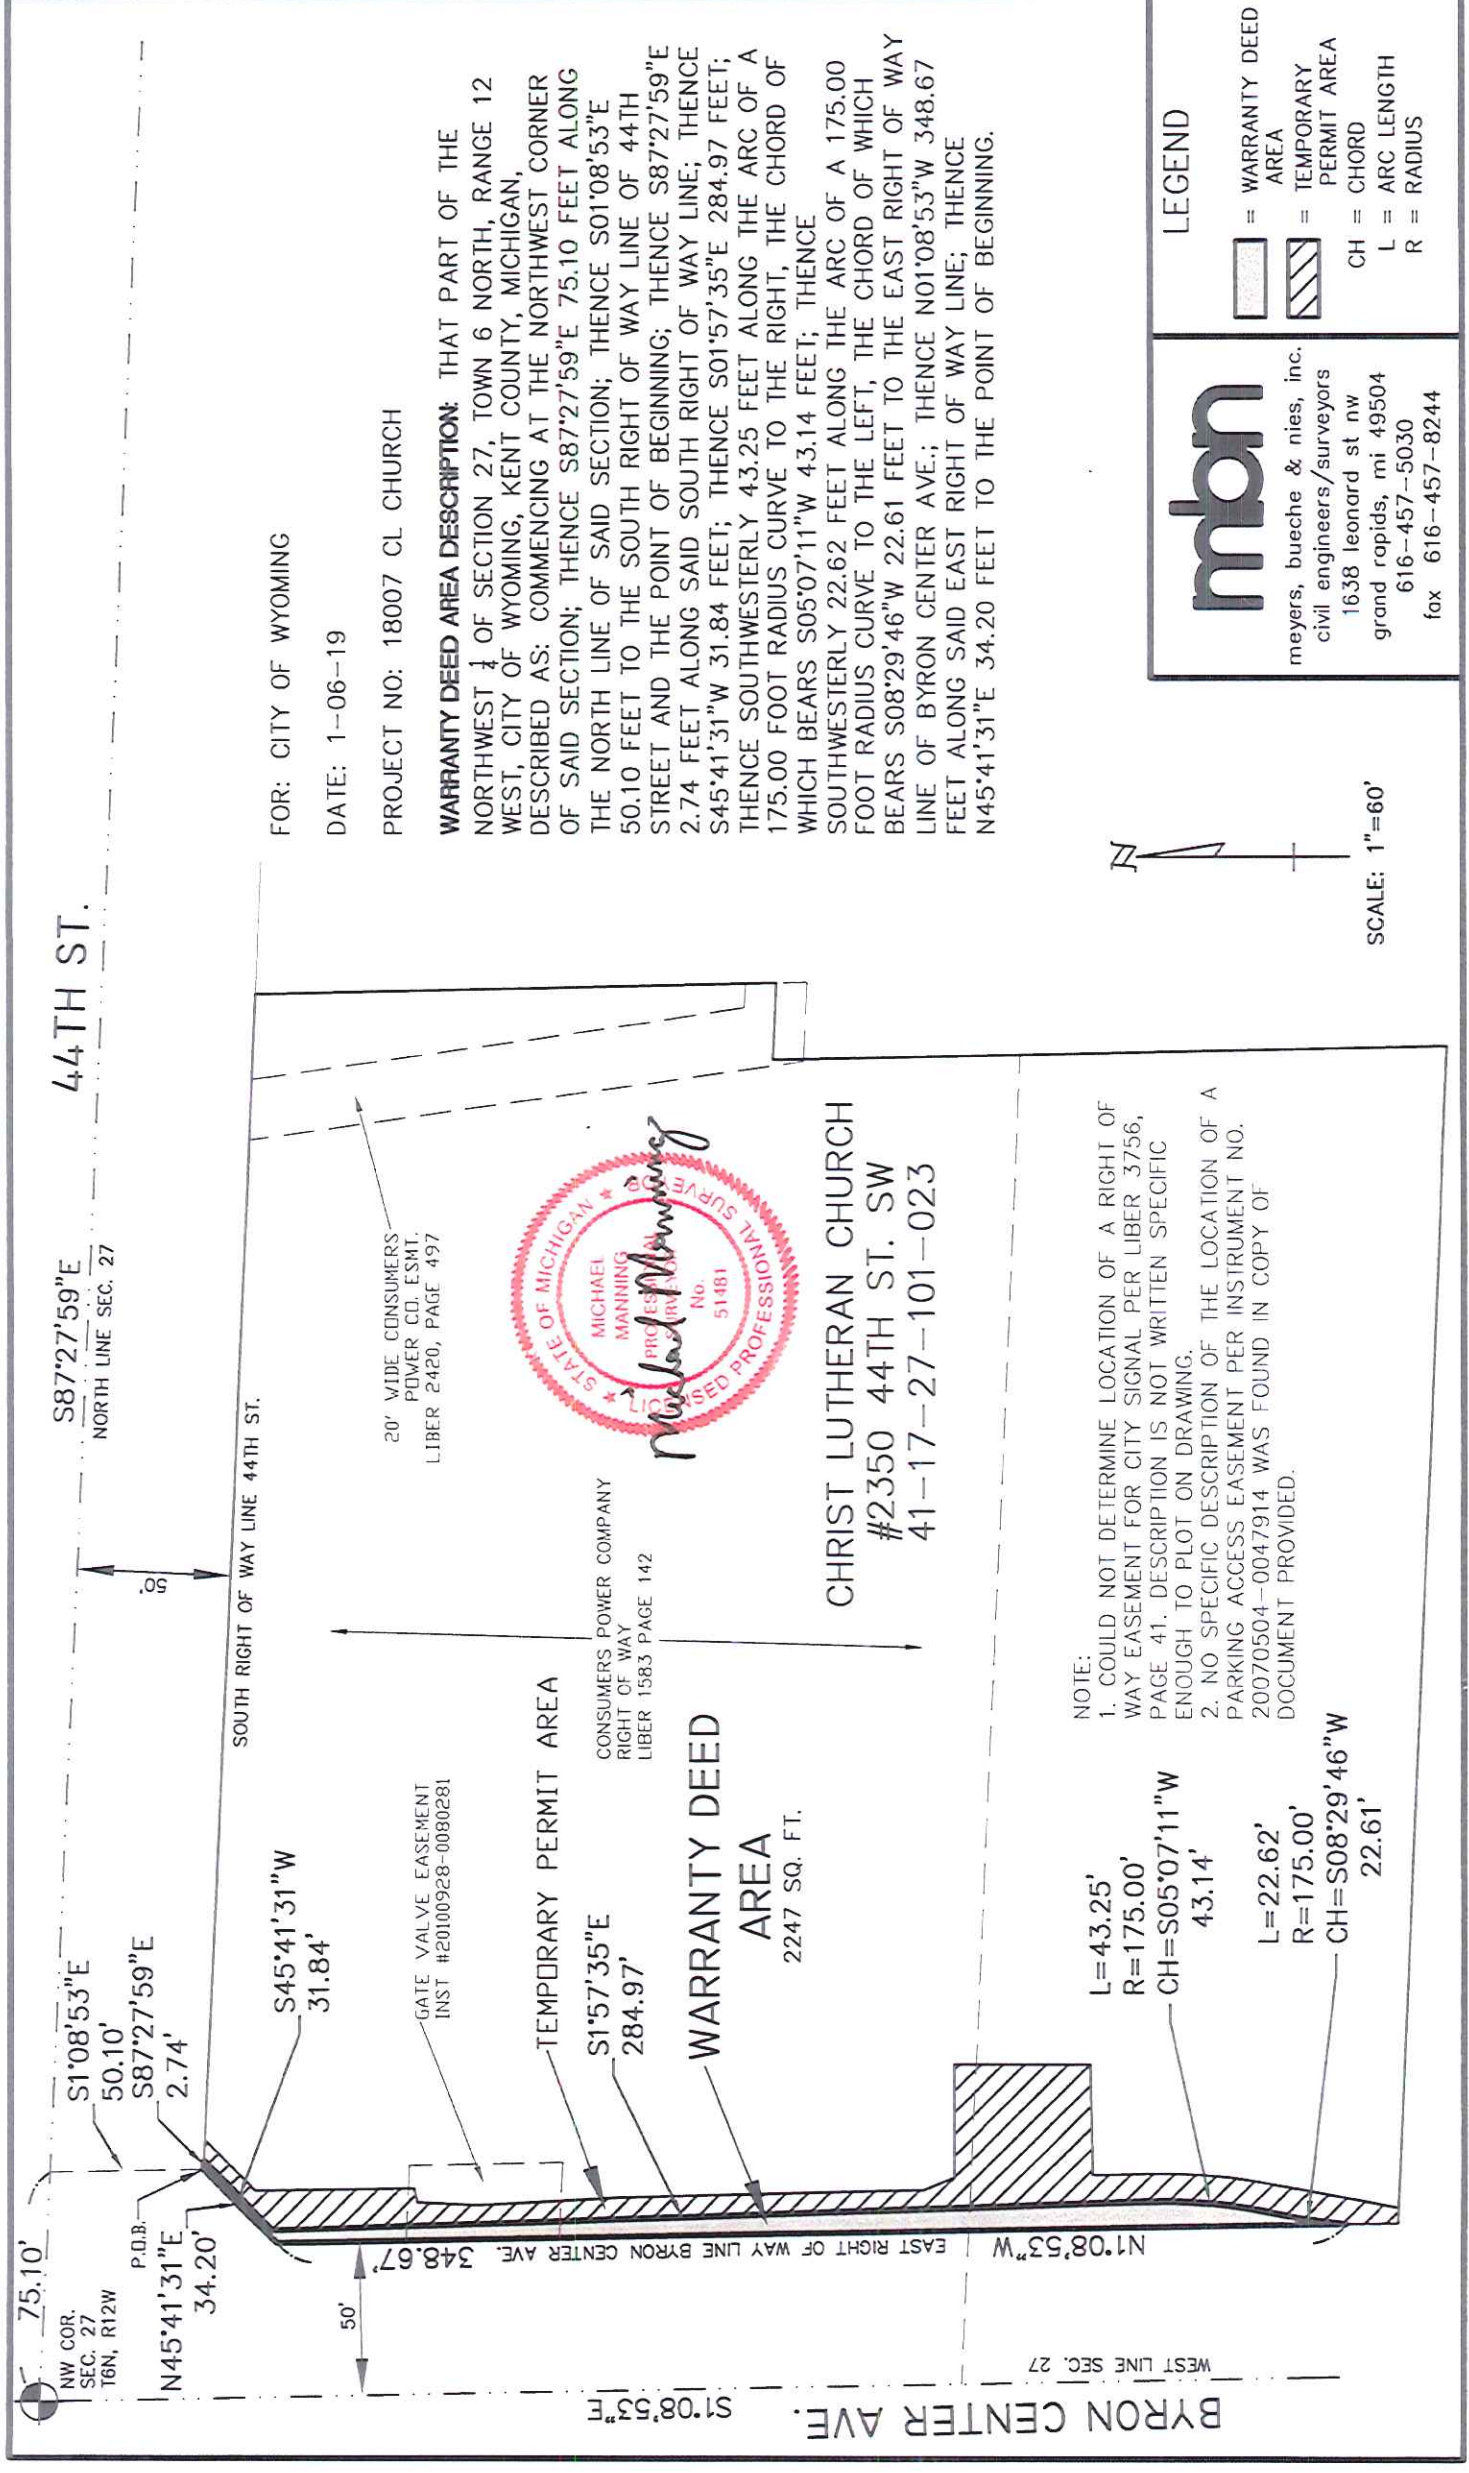 75.10'
NW COR.
SEC. 27
T6N, R12W
P.O.B.
N45°41'31"E
34.20'
S1°08'53"E
50.10'
S87°27'59"E
2.74'
S87°27'59"E
NORTH LINE SEC. 27
44TH ST.
50'
SOUTH RIGHT OF WAY LINE 44TH ST.
S45°41'31"W
31.84'
GATE VALVE EASEMENT
INST #20100928-0080281
TEMPORARY PERMIT AREA
S1°57'35"E
284.97'
WARRANTY DEED
AREA
2247 SQ. FT.
20' WIDE CONSUMERS
POWER CO. ESMT.
LIBER 2420, PAGE 497
CONSUMERS POWER COMPANY
RIGHT OF WAY
LIBER 1583 PAGE 142
STATE OF MICHIGAN
MICHAEL
MANNING
PROFESSIONAL
SURVEYOR
No.
51481
LICENSED PROFESSIONAL SURVEYOR
Michael Manning
CHRIST LUTHERAN CHURCH
#2350 44TH ST. SW
41-17-27-101-023
50'
348.67'
EAST RIGHT OF WAY LINE BYRON CENTER AVE.
N1°08'53"W
S1°08'53"E
WEST LINE SEC. 27
BYRON CENTER AVE.
L=43.25'
R=175.00'
CH=S05°07'11"W
43.14'
L=22.62'
R=175.00'
CH=S08°29'46"W
22.61'
NOTE:
1. COULD NOT DETERMINE LOCATION OF A RIGHT OF
WAY EASEMENT FOR CITY SIGNAL PER LIBER 3756,
PAGE 41. DESCRIPTION IS NOT WRITTEN SPECIFIC
ENOUGH TO PLOT ON DRAWING.
2. NO SPECIFIC DESCRIPTION OF THE LOCATION OF A
PARKING ACCESS EASEMENT PER INSTRUMENT NO.
20070504-0047914 WAS FOUND IN COPY OF
DOCUMENT PROVIDED.
FOR: CITY OF WYOMING
DATE: 1-06-19
PROJECT NO: 18007 CL CHURCH
WARRANTY DEED AREA DESCRIPTION: THAT PART OF THE
NORTHWEST ¼ OF SECTION 27, TOWN 6 NORTH, RANGE 12
WEST, CITY OF WYOMING, KENT COUNTY, MICHIGAN,
DESCRIBED AS: COMMENCING AT THE NORTHWEST CORNER
OF SAID SECTION; THENCE S87°27'59"E 75.10 FEET ALONG
THE NORTH LINE OF SAID SECTION; THENCE S01°08'53"E
50.10 FEET TO THE SOUTH RIGHT OF WAY LINE OF 44TH
STREET AND THE POINT OF BEGINNING; THENCE S87°27'59"E
2.74 FEET ALONG SAID SOUTH RIGHT OF WAY LINE; THENCE
S45°41'31"W 31.84 FEET; THENCE S01°57'35"E 284.97 FEET;
THENCE SOUTHWESTERLY 43.25 FEET ALONG THE ARC OF A
175.00 FOOT RADIUS CURVE TO THE RIGHT, THE CHORD OF
WHICH BEARS S05°07'11"W 43.14 FEET; THENCE
SOUTHWESTERLY 22.62 FEET ALONG THE ARC OF A 175.00
FOOT RADIUS CURVE TO THE LEFT, THE CHORD OF WHICH
BEARS S08°29'46"W 22.61 FEET TO THE EAST RIGHT OF WAY
LINE OF BYRON CENTER AVE.; THENCE N01°08'53"W 348.67
FEET ALONG SAID EAST RIGHT OF WAY LINE; THENCE
N45°41'31"E 34.20 FEET TO THE POINT OF BEGINNING.
N
SCALE: 1"=60'
mbn
meyers, bueche & nies, inc.
civil engineers/surveyors
1638 leonard st nw
grand rapids, mi 49504
616-457-5030
fax 616-457-8244
LEGEND
= WARRANTY DEED
AREA
= TEMPORARY
PERMIT AREA
CH = CHORD
L = ARC LENGTH
R = RADIUS